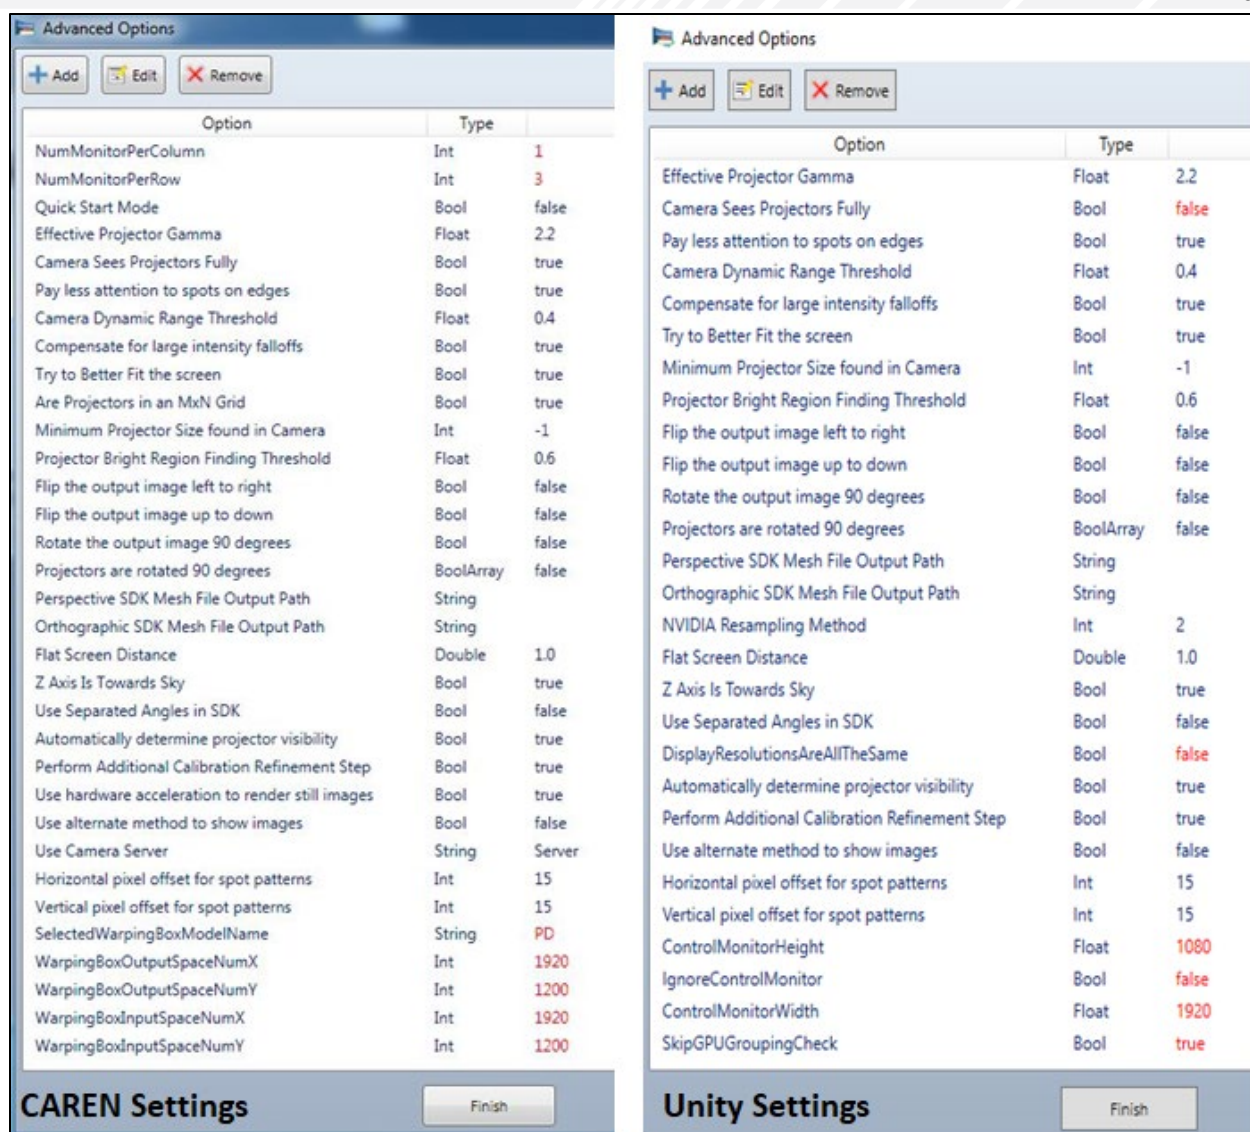 Advanced Options
Add Edit Remove
Option Type
NumMonitorPerColumn Int 1
NumMonitorPerRow Int 3
Quick Start Mode Bool false
Effective Projector Gamma Float 2.2
Camera Sees Projectors Fully Bool true
Pay less attention to spots on edges Bool true
Camera Dynamic Range Threshold Float 0.4
Compensate for large intensity falloffs Bool true
Try to Better Fit the screen Bool true
Are Projectors in an MxN Grid Bool true
Minimum Projector Size found in Camera Int -1
Projector Bright Region Finding Threshold Float 0.6
Flip the output image left to right Bool false
Flip the output image up to down Bool false
Rotate the output image 90 degrees Bool false
Projectors are rotated 90 degrees BoolArray false
Perspective SDK Mesh File Output Path String
Orthographic SDK Mesh File Output Path String
Flat Screen Distance Double 1.0
Z Axis Is Towards Sky Bool true
Use Separated Angles in SDK Bool false
Automatically determine projector visibility Bool true
Perform Additional Calibration Refinement Step Bool true
Use hardware acceleration to render still images Bool true
Use alternate method to show images Bool false
Use Camera Server String Server
Horizontal pixel offset for spot patterns Int 15
Vertical pixel offset for spot patterns Int 15
SelectedWarpingBoxModelName String PD
WarpingBoxOutputSpaceNumX Int 1920
WarpingBoxOutputSpaceNumY Int 1200
WarpingBoxInputSpaceNumX Int 1920
WarpingBoxInputSpaceNumY Int 1200
CAREN Settings Finish
Advanced Options
Add Edit Remove
Option Type
Effective Projector Gamma Float 2.2
Camera Sees Projectors Fully Bool false
Pay less attention to spots on edges Bool true
Camera Dynamic Range Threshold Float 0.4
Compensate for large intensity falloffs Bool true
Try to Better Fit the screen Bool true
Minimum Projector Size found in Camera Int -1
Projector Bright Region Finding Threshold Float 0.6
Flip the output image left to right Bool false
Flip the output image up to down Bool false
Rotate the output image 90 degrees Bool false
Projectors are rotated 90 degrees BoolArray false
Perspective SDK Mesh File Output Path String
Orthographic SDK Mesh File Output Path String
NVIDIA Resampling Method Int 2
Flat Screen Distance Double 1.0
Z Axis Is Towards Sky Bool true
Use Separated Angles in SDK Bool false
DisplayResolutionsAreAllTheSame Bool false
Automatically determine projector visibility Bool true
Perform Additional Calibration Refinement Step Bool true
Use alternate method to show images Bool false
Horizontal pixel offset for spot patterns Int 15
Vertical pixel offset for spot patterns Int 15
ControlMonitorHeight Float 1080
IgnoreControlMonitor Bool false
ControlMonitorWidth Float 1920
SkipGPUGroupingCheck Bool true
Unity Settings Finish